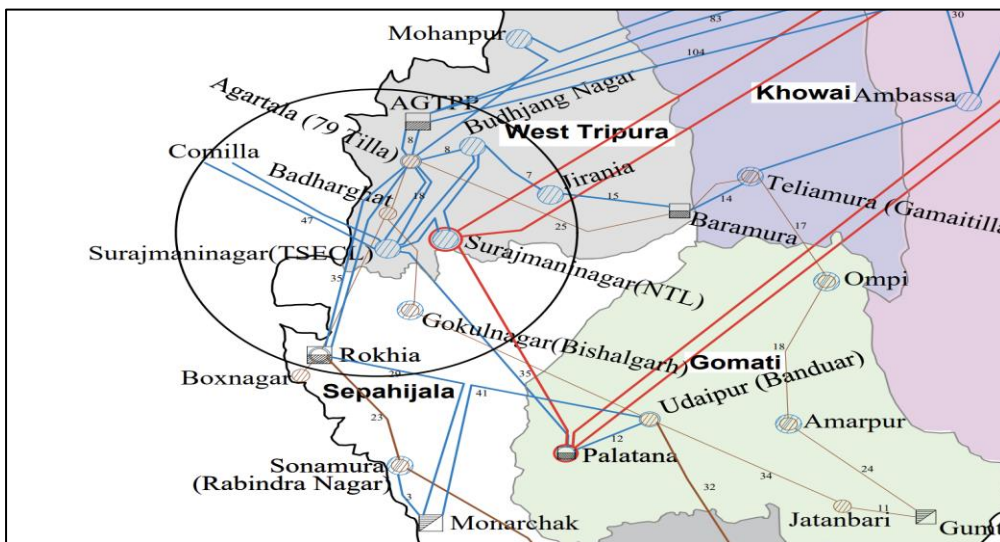 83
30
Mohanpur
104
AGTPP
Budhjang Nagar
Khowai
Ambassa
Agartala (79 Tilla)
West Tripura
8
8
Comilla
7
Jirania
Teliamura (Gamaitilla
Badharghat
18
15
14
Baramura
47
25
17
Surajmaninagar(TSECL)
Surajmaninagar(NTL)
Ompi
35
Gokulnagar(Bishalgarh)
18
Rokhia
Gomati
Boxnagar
35
Udaipur (Banduar)
Sepahijala
41
23
12
Amarpur
Palatana
24
Sonamura
(Rabindra Nagar)
34
32
3
Monarchak
Jatanbari
11
Gumt